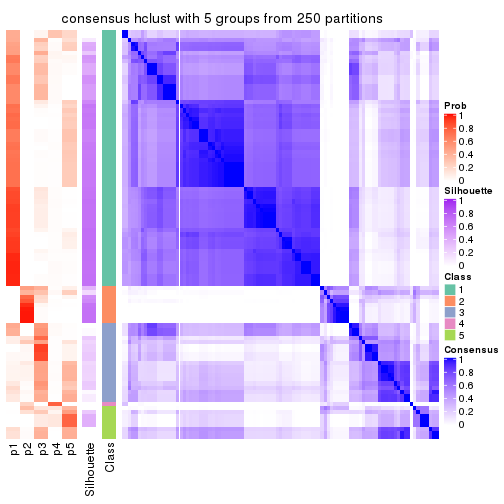 consensus hclust with 5 groups from 250 partitions
Prob
1
0.8
0.6
0.4
0.2
0
Silhouette
1
0.8
0.6
0.4
0.2
0
Class
1
2
3
4
5
Consensus
1
0.8
0.6
0.4
0.2
0
p1
p2
p3
p4
p5
Silhouette
Class